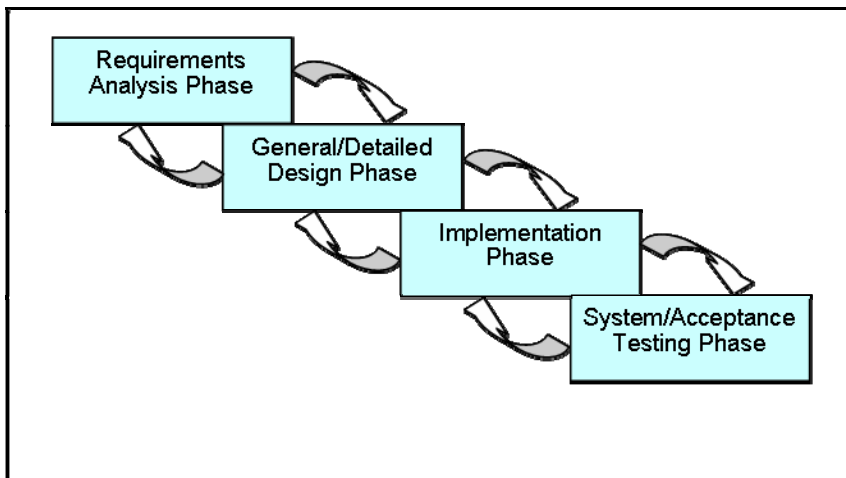 Requirements
Analysis Phase
General/Detailed
Design Phase
Implementation
Phase
System/Acceptance
Testing Phase